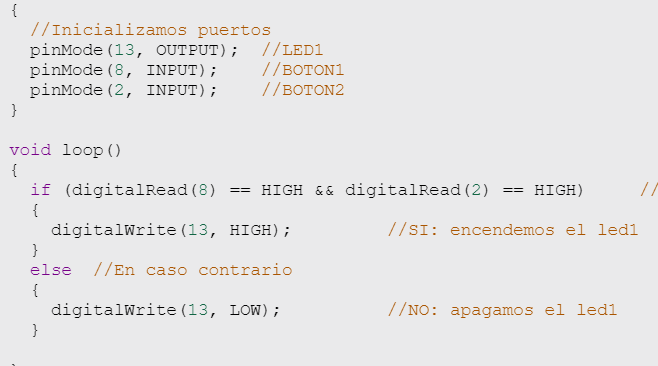 {
  //Inicializamos puertos
  pinMode(13, OUTPUT);  //LED1
  pinMode(8, INPUT);    //BOTON1
  pinMode(2, INPUT);    //BOTON2
}
void loop()
{
  if (digitalRead(8) == HIGH && digitalRead(2) == HIGH)     //
  {
    digitalWrite(13, HIGH);         //SI: encendemos el led1
  }
  else  //En caso contrario
  {
    digitalWrite(13, LOW);          //NO: apagamos el led1
  }